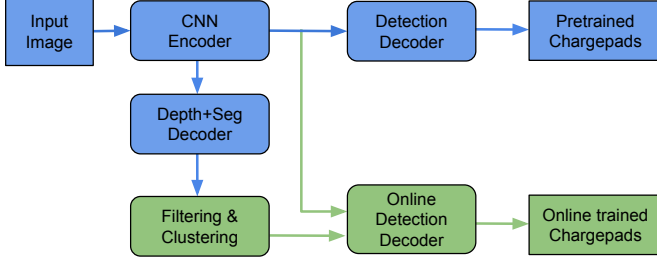 Input
Image
CNN
Encoder
Detection
Decoder
Pretrained
Chargepads
Depth+Seg
Decoder
Filtering &
Clustering
Online
Detection
Decoder
Online trained
Chargepads